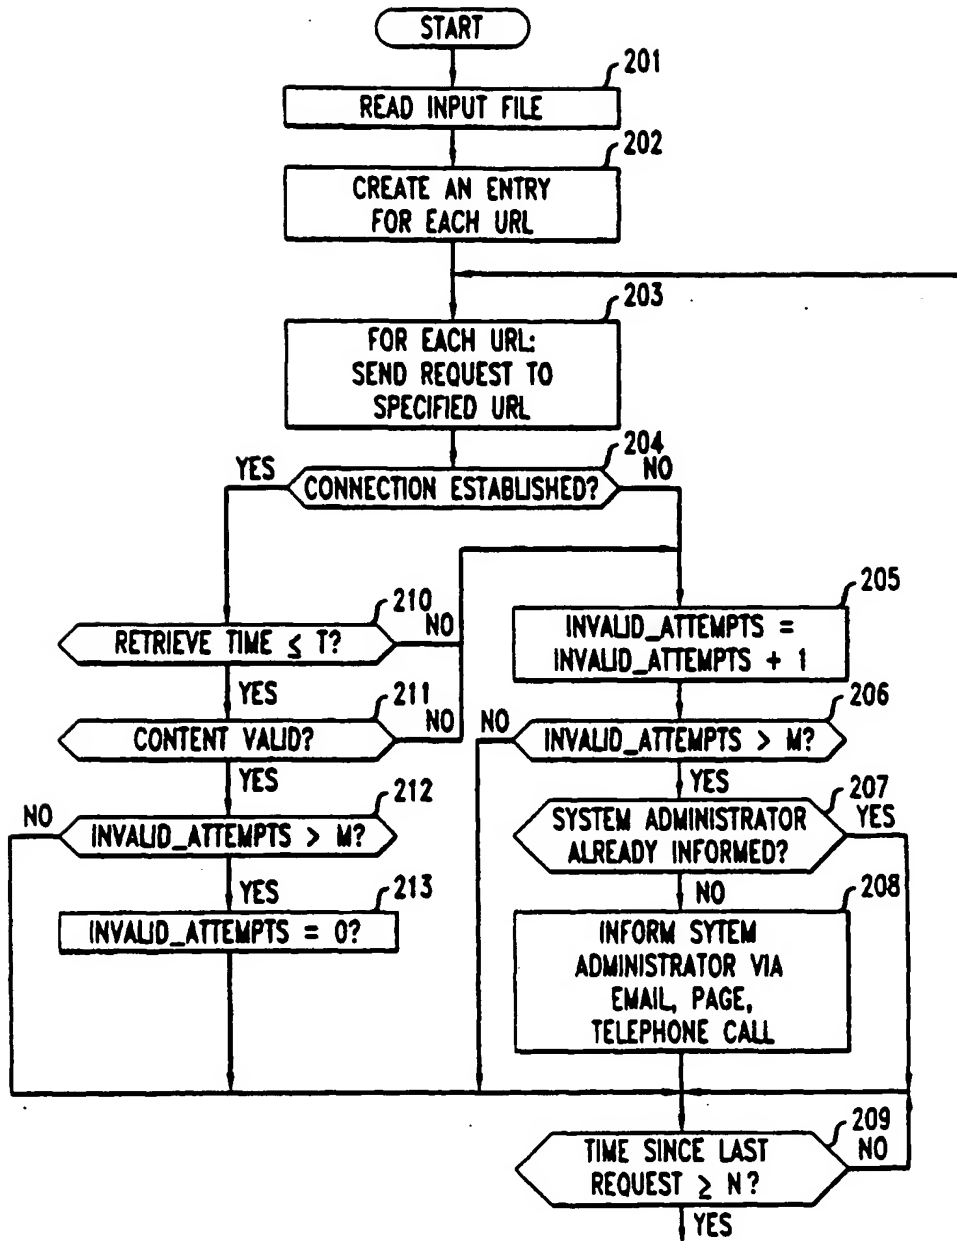 START
201
READ INPUT FILE
202
CREATE AN ENTRY
FOR EACH URL
203
FOR EACH URL:
SEND REQUEST TO
SPECIFIED URL
204
YES
NO
CONNECTION ESTABLISHED?
210
RETRIEVE TIME ≤ T?
NO
YES
211
CONTENT VALID?
NO
YES
212
NO
INVALID_ATTEMPTS > M?
YES
213
INVALID_ATTEMPTS = 0?
205
INVALID_ATTEMPTS =
INVALID_ATTEMPTS + 1
206
NO
INVALID_ATTEMPTS > M?
YES
207
SYSTEM ADMINISTRATOR
ALREADY INFORMED?
YES
NO
208
INFORM SYTEM
ADMINISTRATOR VIA
EMAIL, PAGE,
TELEPHONE CALL
209
TIME SINCE LAST
REQUEST ≥ N?
NO
YES